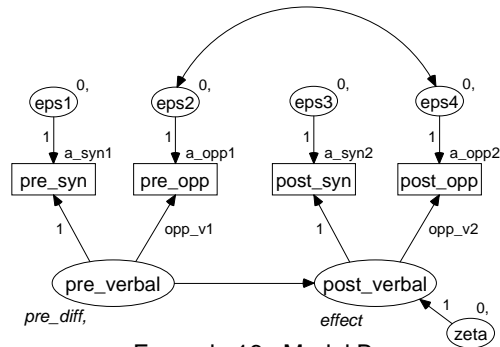 0, 0, 0, 0,
eps1 eps2 eps3 eps4
1 1 1 1
a_syn1 a_opp1 a_syn2 a_opp2
pre_syn pre_opp post_syn post_opp
1 opp_v1 1 opp_v2
pre_verbal post_verbal
pre_diff, effect
1 0,
zeta